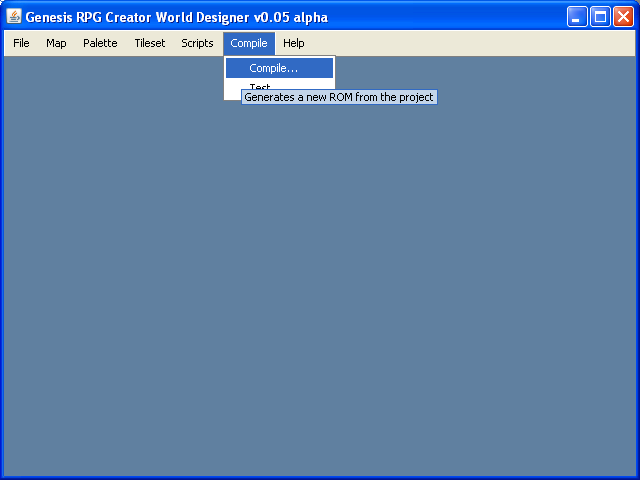 Genesis RPG Creator World Designer v0.05 alpha
File Map Palette Tileset Scripts Compile Help
Compile...
Test
Generates a new ROM from the project